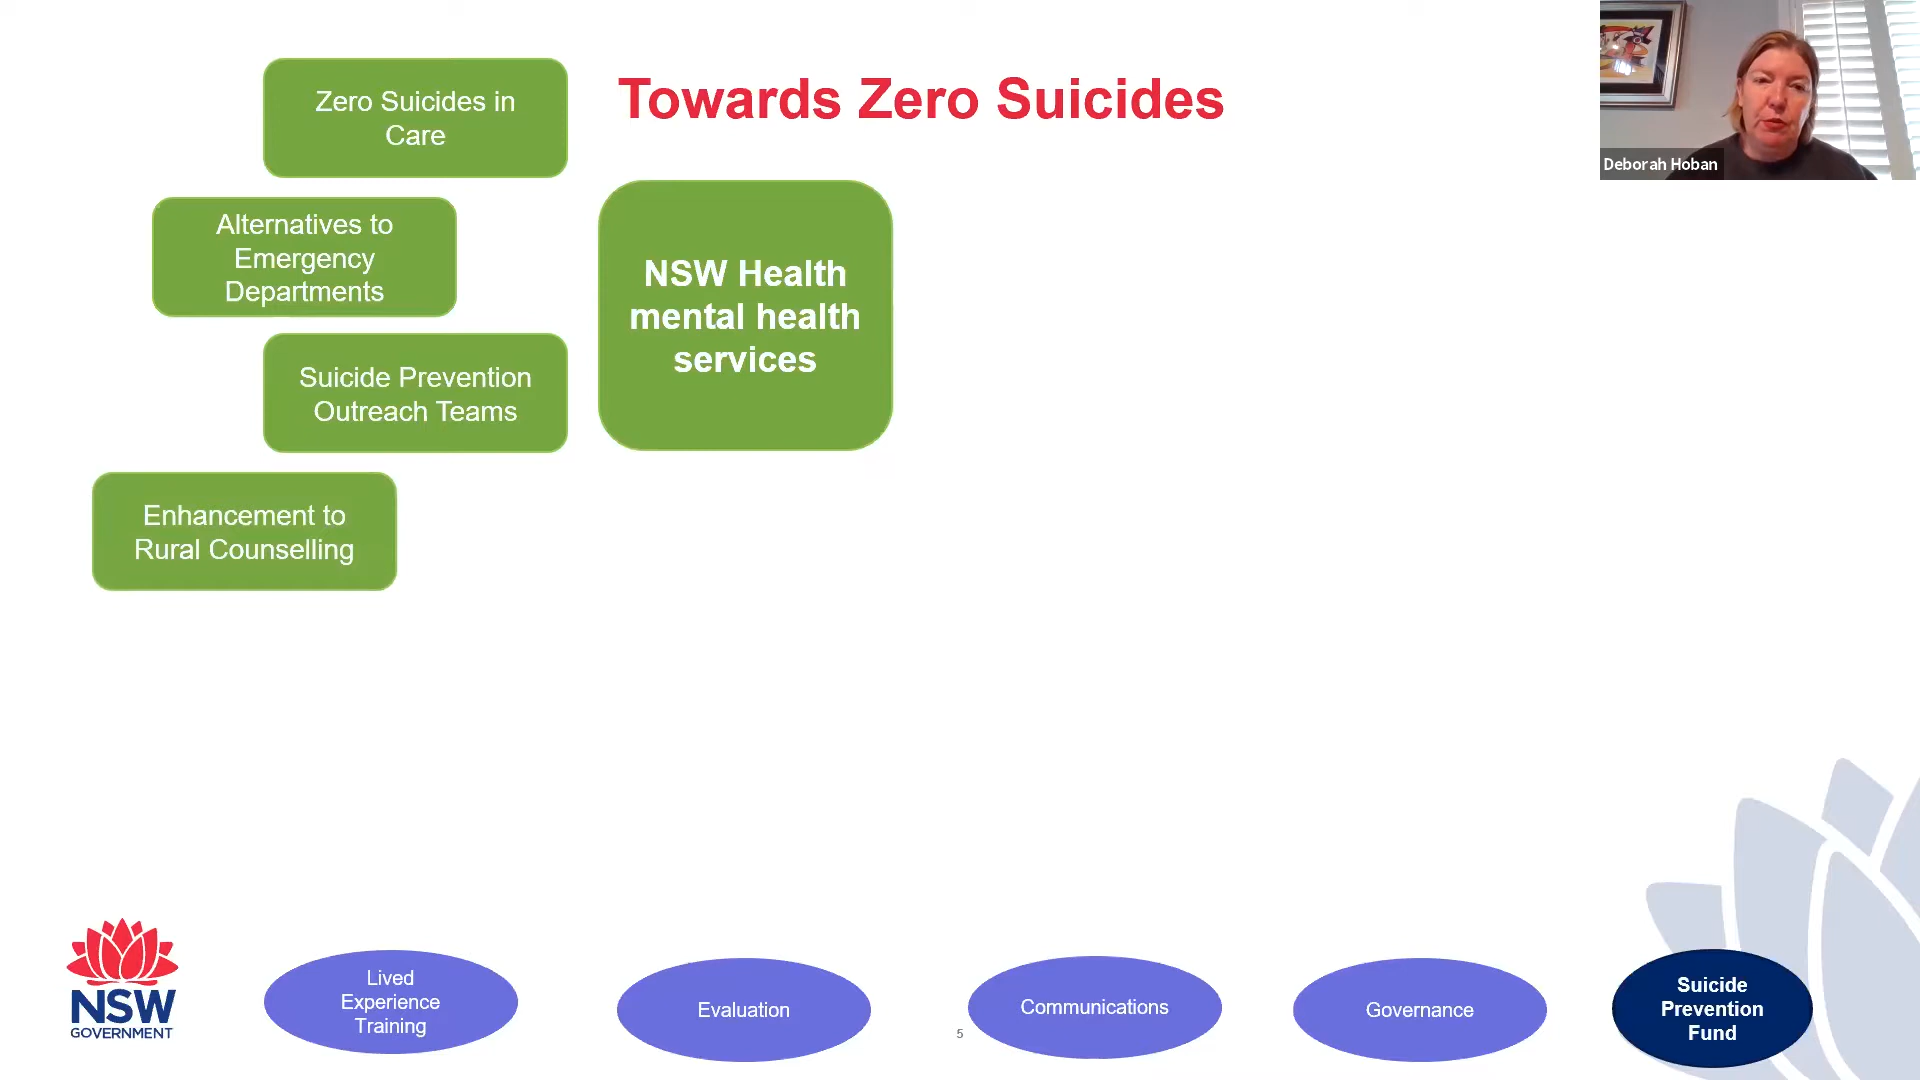 Towards Zero Suicides
Zero Suicides in
Care
Alternatives to
Emergency
Departments
Suicide Prevention
Outreach Teams
Enhancement to
Rural Counselling
NSW Health
mental health
services
Deborah Hoban
NSW
GOVERNMENT
Lived
Experience
Training
Evaluation
5
Communications
Governance
Suicide
Prevention
Fund